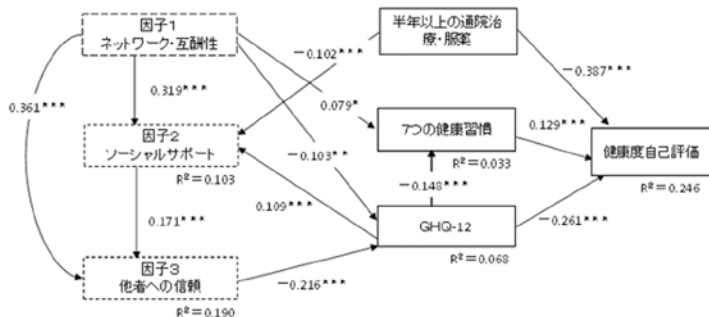 因子1
ネットワーク・互酬性
半年以上の通院治
療・服薬
－0.102***
－0.387***
0.361***
0.319***
0.079*
7つの健康習慣
0.129***
因子2
ソーシャルサポート
－0.103**
R²=0.033
健康度自己評価
R²=0.103
－0.148***
R²=0.246
0.171***
0.109***
GHQ-12
－0.261***
因子3
他者への信頼
R²=0.068
－0.216***
R²=0.190